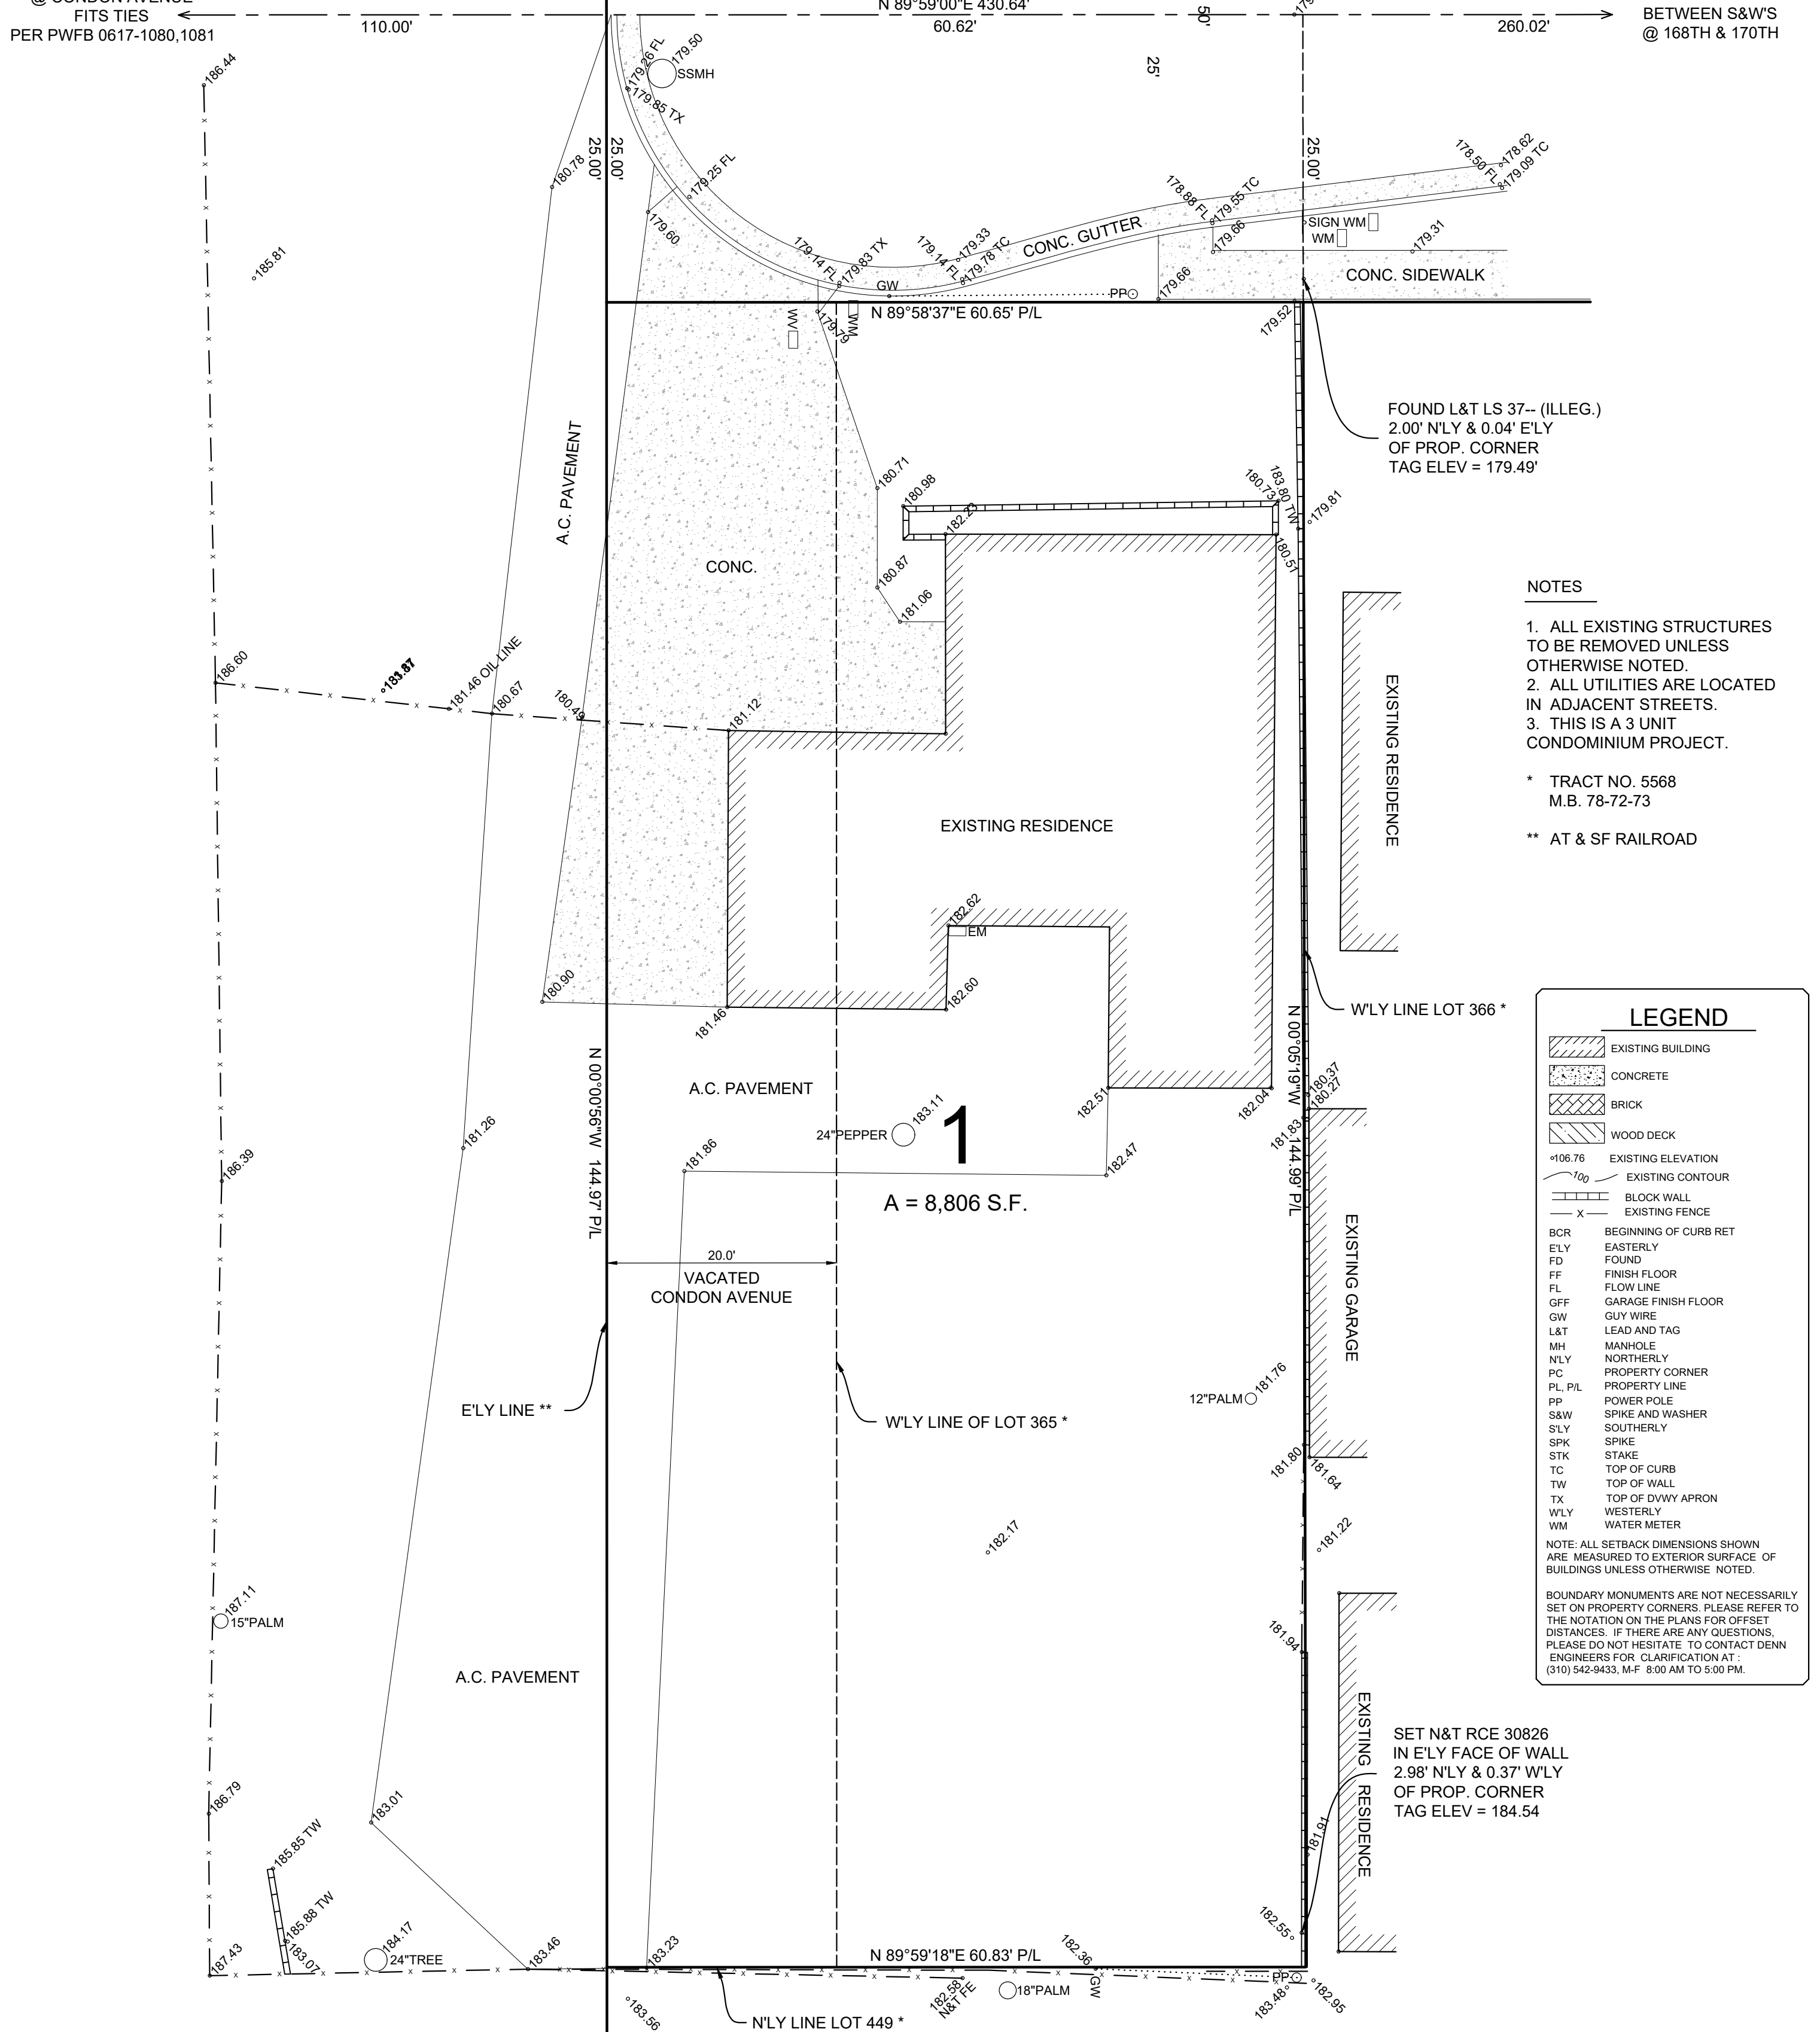 @ CONDON AVENUE
FITS TIES
PER PWFB 0617-1080,1081
110.00'
N 89°59'00"E 430.64'
60.62'
50'
260.02'
BETWEEN S&W'S
@ 168TH & 170TH
186.44
179.26 FL
179.50
SSMH
179.85 TX
25'
25.00'
25.00'
25.00'
180.78
179.25 FL
178.50 FL
178.62
179.09 TC
185.81
179.60
179.14 FL
179.83 TX
179.14 FL
179.33
179.78 TC
CONC. GUTTER
178.88 FL
179.55 TC
179.66
SIGN WM
WM
179.31
CONC. SIDEWALK
GW
PP
179.66
WV
WM
179.79
N 89°58'37"E 60.65' P/L
179.52
FOUND L&T LS 37-- (ILLEG.)
2.00' N'LY & 0.04' E'LY
OF PROP. CORNER
TAG ELEV = 179.49'
A.C. PAVEMENT
CONC.
180.71
180.98
182.23
180.73
183.80 TW
179.81
180.51
180.87
181.06
NOTES
1. ALL EXISTING STRUCTURES
TO BE REMOVED UNLESS
OTHERWISE NOTED.
2. ALL UTILITIES ARE LOCATED
IN ADJACENT STREETS.
3. THIS IS A 3 UNIT
CONDOMINIUM PROJECT.
* TRACT NO. 5568
M.B. 78-72-73
** AT & SF RAILROAD
186.60
181.46 OIL LINE
180.67
180.49
181.12
EXISTING RESIDENCE
EXISTING RESIDENCE
182.62
EM
182.60
180.90
181.46
W'LY LINE LOT 366 *
N 00°00'56"W 144.97' P/L
N 00°05'19"W 144.99' P/L
A.C. PAVEMENT
182.51
182.04
180.37
180.27
181.83
24"PEPPER
183.11
1
181.26
186.39
181.86
182.47
A = 8,806 S.F.
20.0'
VACATED
CONDON AVENUE
EXISTING GARAGE
E'LY LINE **
W'LY LINE OF LOT 365 *
12"PALM
181.76
181.80
181.64
182.17
181.22
187.11
15"PALM
181.94
A.C. PAVEMENT
EXISTING RESIDENCE
SET N&T RCE 30826
IN E'LY FACE OF WALL
2.98' N'LY & 0.37' W'LY
OF PROP. CORNER
TAG ELEV = 184.54
186.79
183.01
185.85 TW
185.88 TW
183.07
181.91
182.55
187.43
184.17
24"TREE
183.46
183.23
N 89°59'18"E 60.83' P/L
182.36
GW
182.58
N&T FE
18"PALM
PP
183.48
182.95
183.56
N'LY LINE LOT 449 *
LEGEND
EXISTING BUILDING
CONCRETE
BRICK
WOOD DECK
106.76 EXISTING ELEVATION
100 EXISTING CONTOUR
BLOCK WALL
X EXISTING FENCE
BCR BEGINNING OF CURB RET
E'LY EASTERLY
FD FOUND
FF FINISH FLOOR
FL FLOW LINE
GFF GARAGE FINISH FLOOR
GW GUY WIRE
L&T LEAD AND TAG
MH MANHOLE
N'LY NORTHERLY
PC PROPERTY CORNER
PL, P/L PROPERTY LINE
PP POWER POLE
S&W SPIKE AND WASHER
S'LY SOUTHERLY
SPK SPIKE
STK STAKE
TC TOP OF CURB
TW TOP OF WALL
TX TOP OF DVWY APRON
W'LY WESTERLY
WM WATER METER
NOTE: ALL SETBACK DIMENSIONS SHOWN
ARE MEASURED TO EXTERIOR SURFACE OF
BUILDINGS UNLESS OTHERWISE NOTED.
BOUNDARY MONUMENTS ARE NOT NECESSARILY
SET ON PROPERTY CORNERS. PLEASE REFER TO
THE NOTATION ON THE PLANS FOR OFFSET
DISTANCES. IF THERE ARE ANY QUESTIONS,
PLEASE DO NOT HESITATE TO CONTACT DENN
ENGINEERS FOR CLARIFICATION AT :
(310) 542-9433, M-F 8:00 AM TO 5:00 PM.